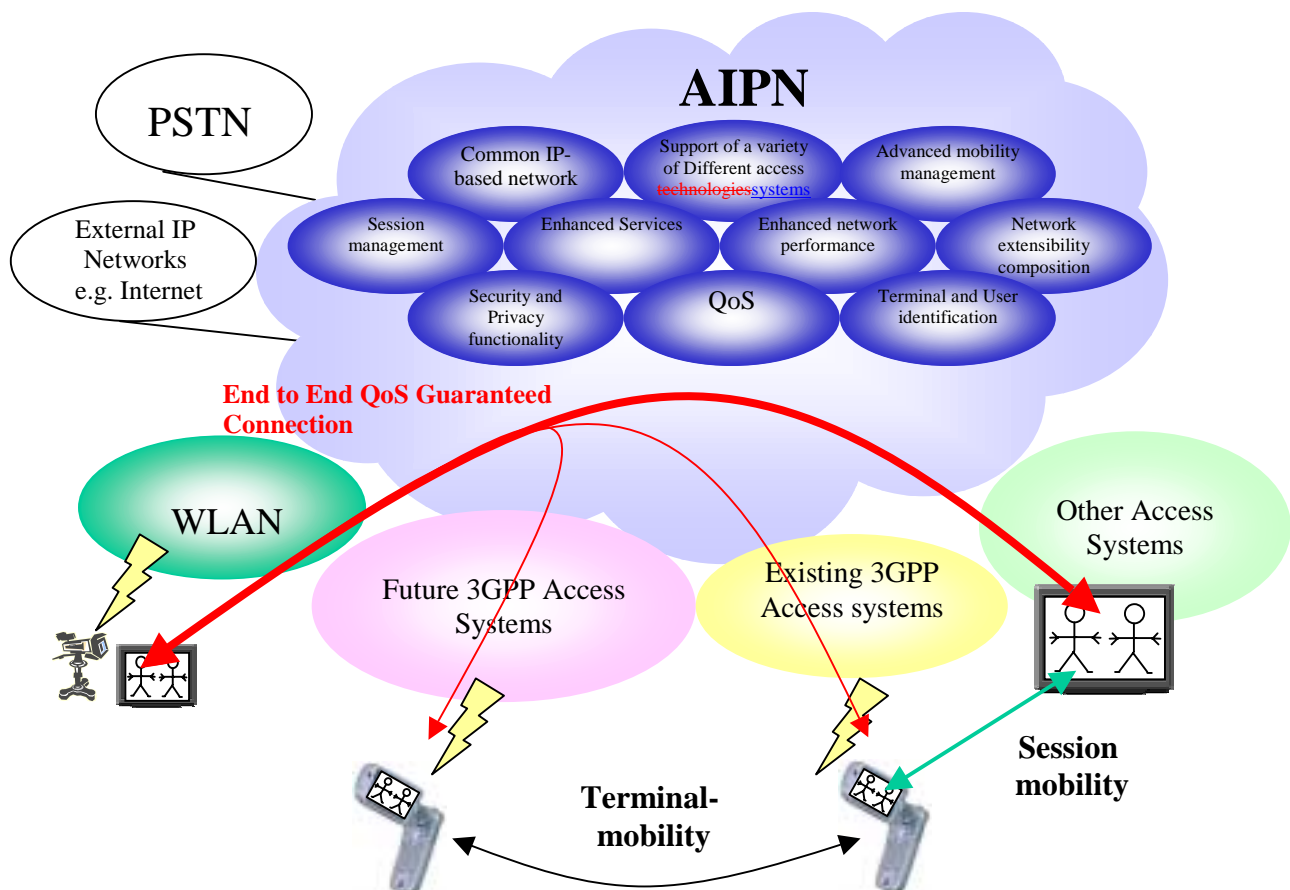 AIPN
PSTN
Common IP-
based network
Support of a variety
of Different access
technologiessystems
Advanced mobility
management
Session
management
Enhanced Services
Enhanced network
performance
Network
extensibility
composition
External IP
Networks
e.g. Internet
Security and
Privacy
functionality
QoS
Terminal and User
identification
End to End QoS Guaranteed
Connection
WLAN
Future 3GPP Access
Systems
Existing 3GPP
Access systems
Other Access
Systems
Session
mobility
Terminal-
mobility